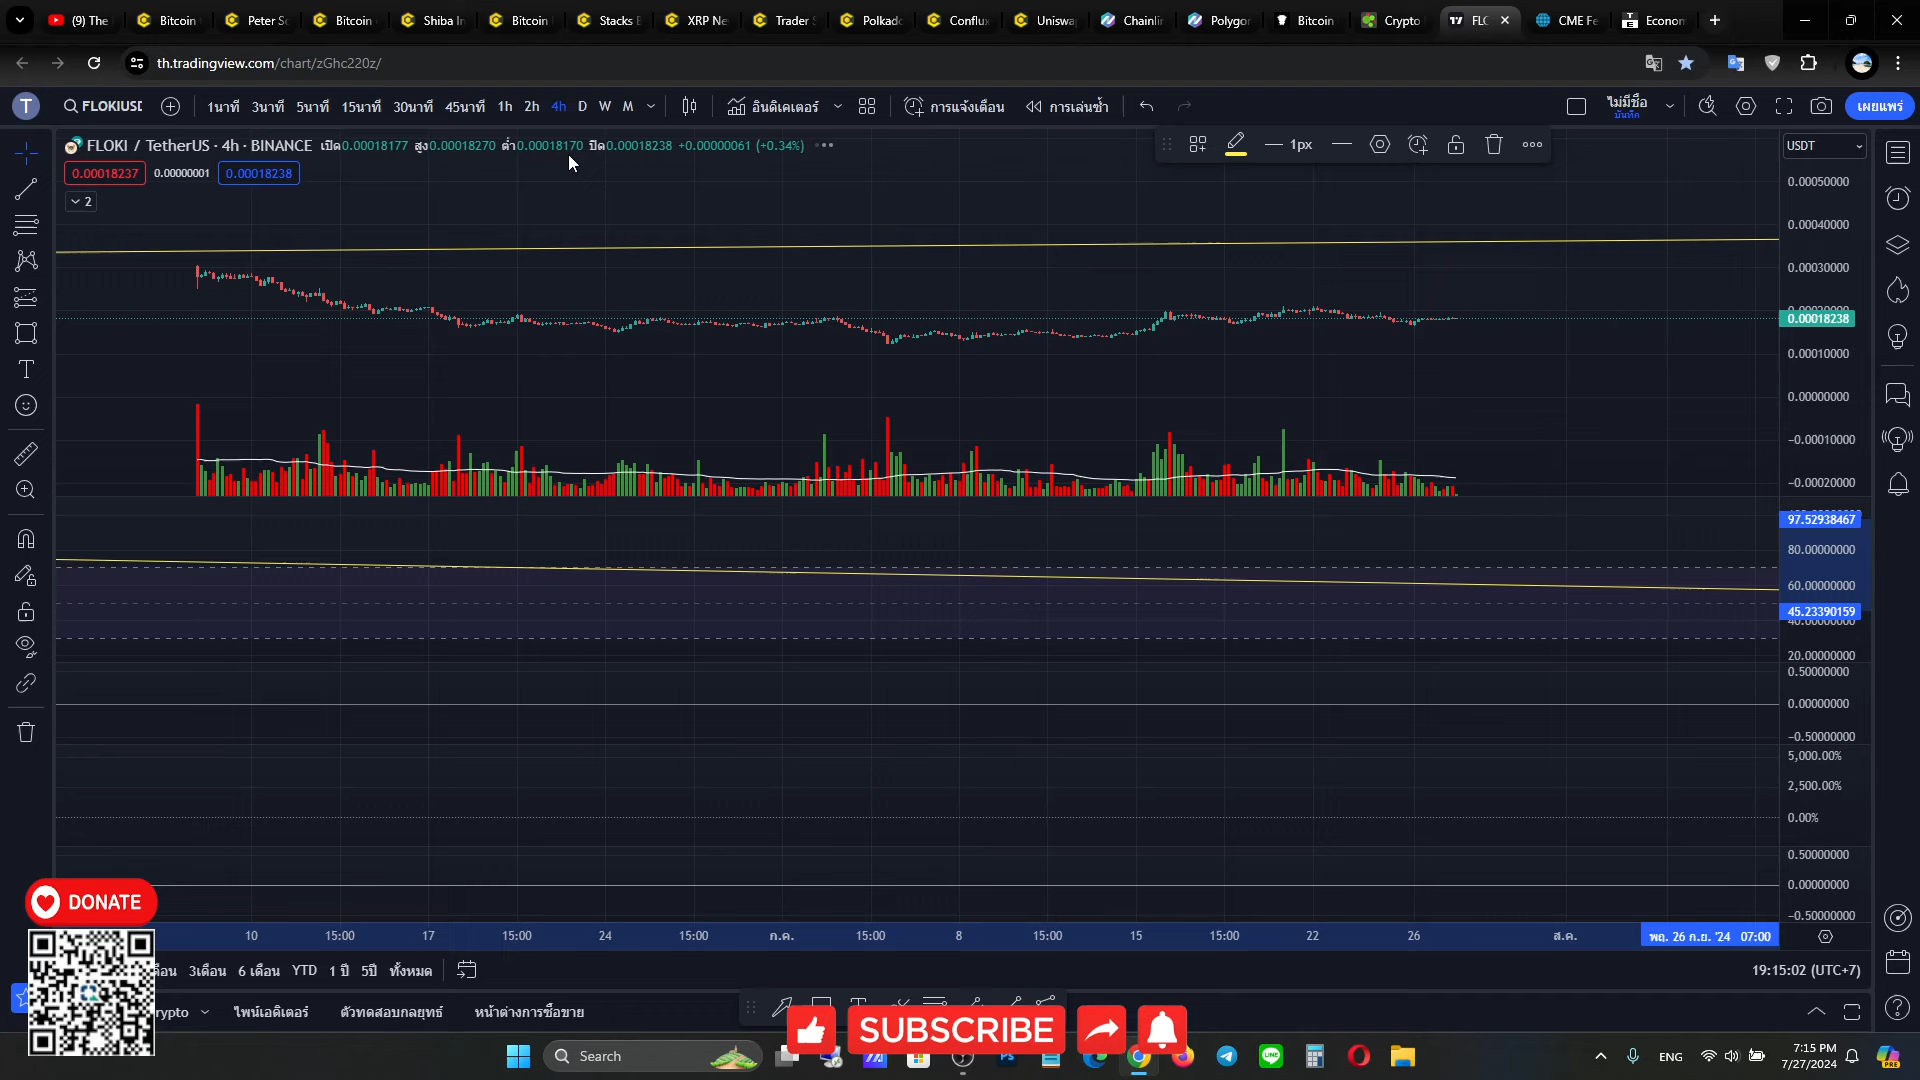 (9) The
Bitcoin
Peter Sc
Bitcoin
Shiba In
Bitcoin
Stacks
XRP Nev
Trader S
Polkado
Conflux
Uniswa
Chainlin
Polygon
Bitcoin
Crypto
FLC
CME Fe
Econom
th.tradingview.com/chart/zGhc220z/
T
FLOKIUSI
1นาที 3นาที 5นาที 15นาที 30นาที 45นาที 1h 2h 4h D W M
อินดิเคเตอร์
การแจ้งเตือน
การเล่นซ้ำ
ไม่มีชื่อ
บันทึก
เผยแพร่
FLOKI / TetherUS · 4h · BINANCE เปิด0.00018177 สูง0.00018270 ต่ำ0.00018170 ปิด0.00018238 +0.00000061 (+0.34%)
1px
USDT
0.00018237 0.00000001 0.00018238
2
0.00050000
0.00040000
0.00030000
0.00018238
0.00010000
0.00000000
−0.00010000
−0.00020000
97.52938467
80.00000000
60.00000000
45.23390159
40.00000000
20.00000000
0.50000000
0.00000000
−0.50000000
5,000.00%
2,500.00%
0.00%
0.50000000
0.00000000
−0.50000000
DONATE
10 15:00 17 15:00 24 15:00 ก.ค. 15:00 8 15:00 15 15:00 22 26 ส.ค. พฤ. 26 ก.ย. '24 07:00
3เดือน 6 เดือน YTD 1 ปี 5ปี ทั้งหมด
19:15:02 (UTC+7)
ไพน์เอดิเตอร์ ตัวทดสอบกลยุทธ์ หน้าต่างการซื้อขาย
SUBSCRIBE
Search
ENG
7:15 PM
7/27/2024